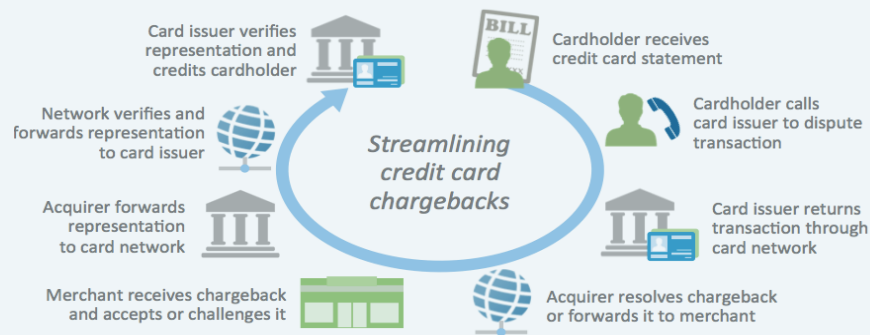 BILL
Cardholder receives
credit card statement
Cardholder calls
card issuer to dispute
transaction
Card issuer returns
transaction through
card network
Acquirer resolves chargeback
or forwards it to merchant
Merchant receives chargeback
and accepts or challenges it
Acquirer forwards
representation
to card network
Network verifies and
forwards representation
to card issuer
Card issuer verifies
representation and
credits cardholder
Streamlining
credit card
chargebacks